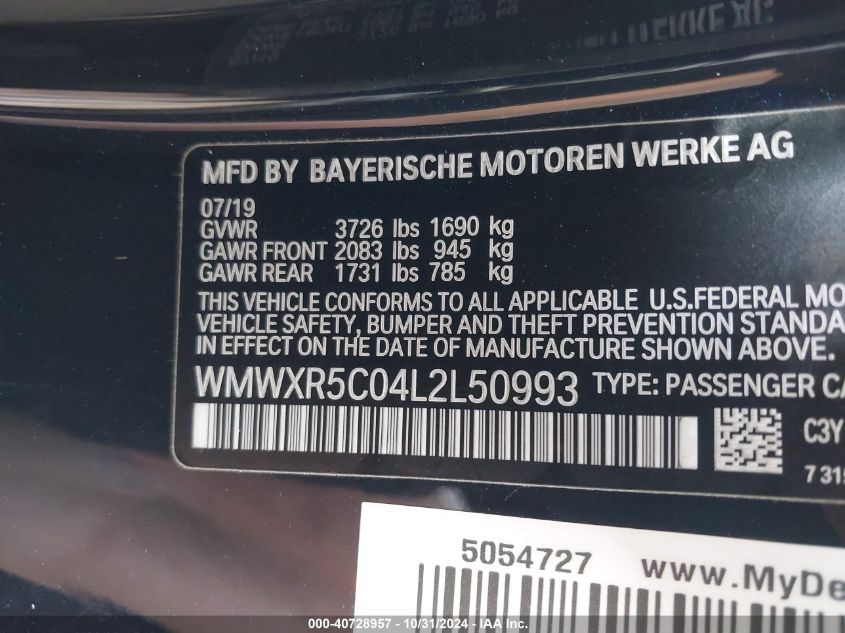 MFD BY BAYERISCHE MOTOREN WERKE AG
07/19
GVWR 3726 lbs 1690 kg
GAWR FRONT 2083 lbs 945 kg
GAWR REAR 1731 lbs 785 kg
THIS VEHICLE CONFORMS TO ALL APPLICABLE U.S.FEDERAL MO
VEHICLE SAFETY, BUMPER AND THEFT PREVENTION STANDA
IN EFFECT ON THE DATE OF MANUFACTURE SHOWN ABOVE.
WMWXR5C04L2L50993 TYPE: PASSENGER CA
C3Y
7315
5054727 www.MyDe
000-40728957 - 10/31/2024 - IAA Inc.